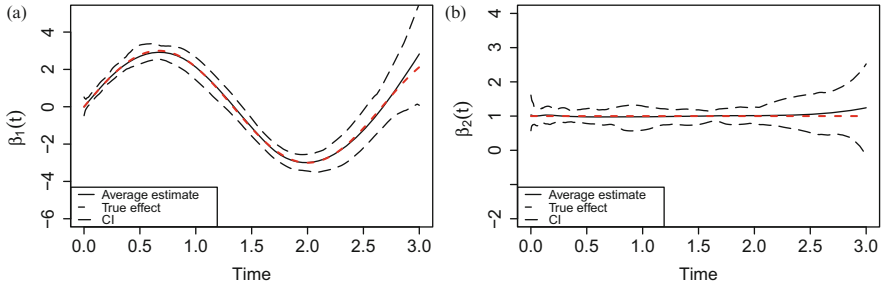 (a)
β1(t)
4
2
0
−2
−4
−6
Average estimate
True effect
CI
0.0 0.5 1.0 1.5 2.0 2.5 3.0
Time
(b)
β2(t)
4
3
2
1
0
−2
Average estimate
True effect
CI
0.0 0.5 1.0 1.5 2.0 2.5 3.0
Time